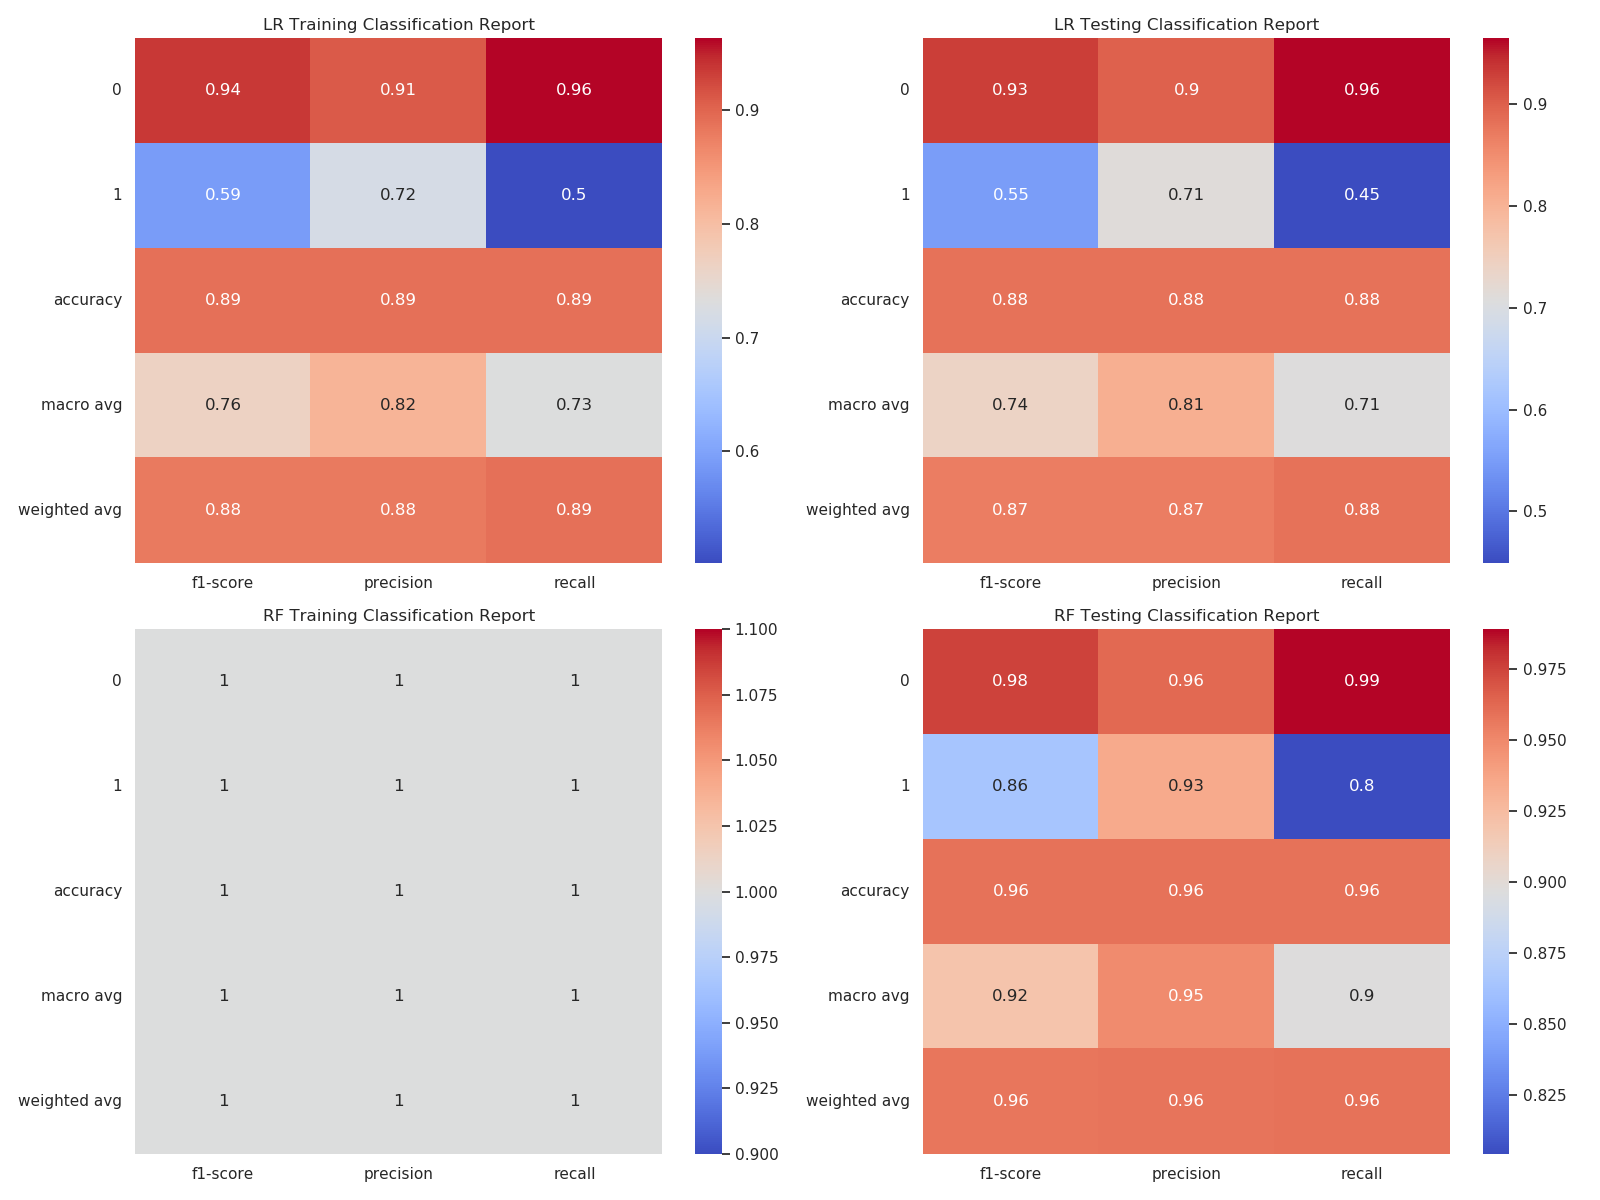 LR Training Classification Report
0 0.94 0.91 0.96
1 0.59 0.72 0.5
accuracy 0.89 0.89 0.89
macro avg 0.76 0.82 0.73
weighted avg 0.88 0.88 0.89
f1-score precision recall
0.9
0.8
0.7
0.6
LR Testing Classification Report
0 0.93 0.9 0.96
1 0.55 0.71 0.45
accuracy 0.88 0.88 0.88
macro avg 0.74 0.81 0.71
weighted avg 0.87 0.87 0.88
f1-score precision recall
0.9
0.8
0.7
0.6
0.5
RF Training Classification Report
0 1 1 1
1 1 1 1
accuracy 1 1 1
macro avg 1 1 1
weighted avg 1 1 1
f1-score precision recall
1.100
1.075
1.050
1.025
1.000
0.975
0.950
0.925
0.900
RF Testing Classification Report
0 0.98 0.96 0.99
1 0.86 0.93 0.8
accuracy 0.96 0.96 0.96
macro avg 0.92 0.95 0.9
weighted avg 0.96 0.96 0.96
f1-score precision recall
0.975
0.950
0.925
0.900
0.875
0.850
0.825